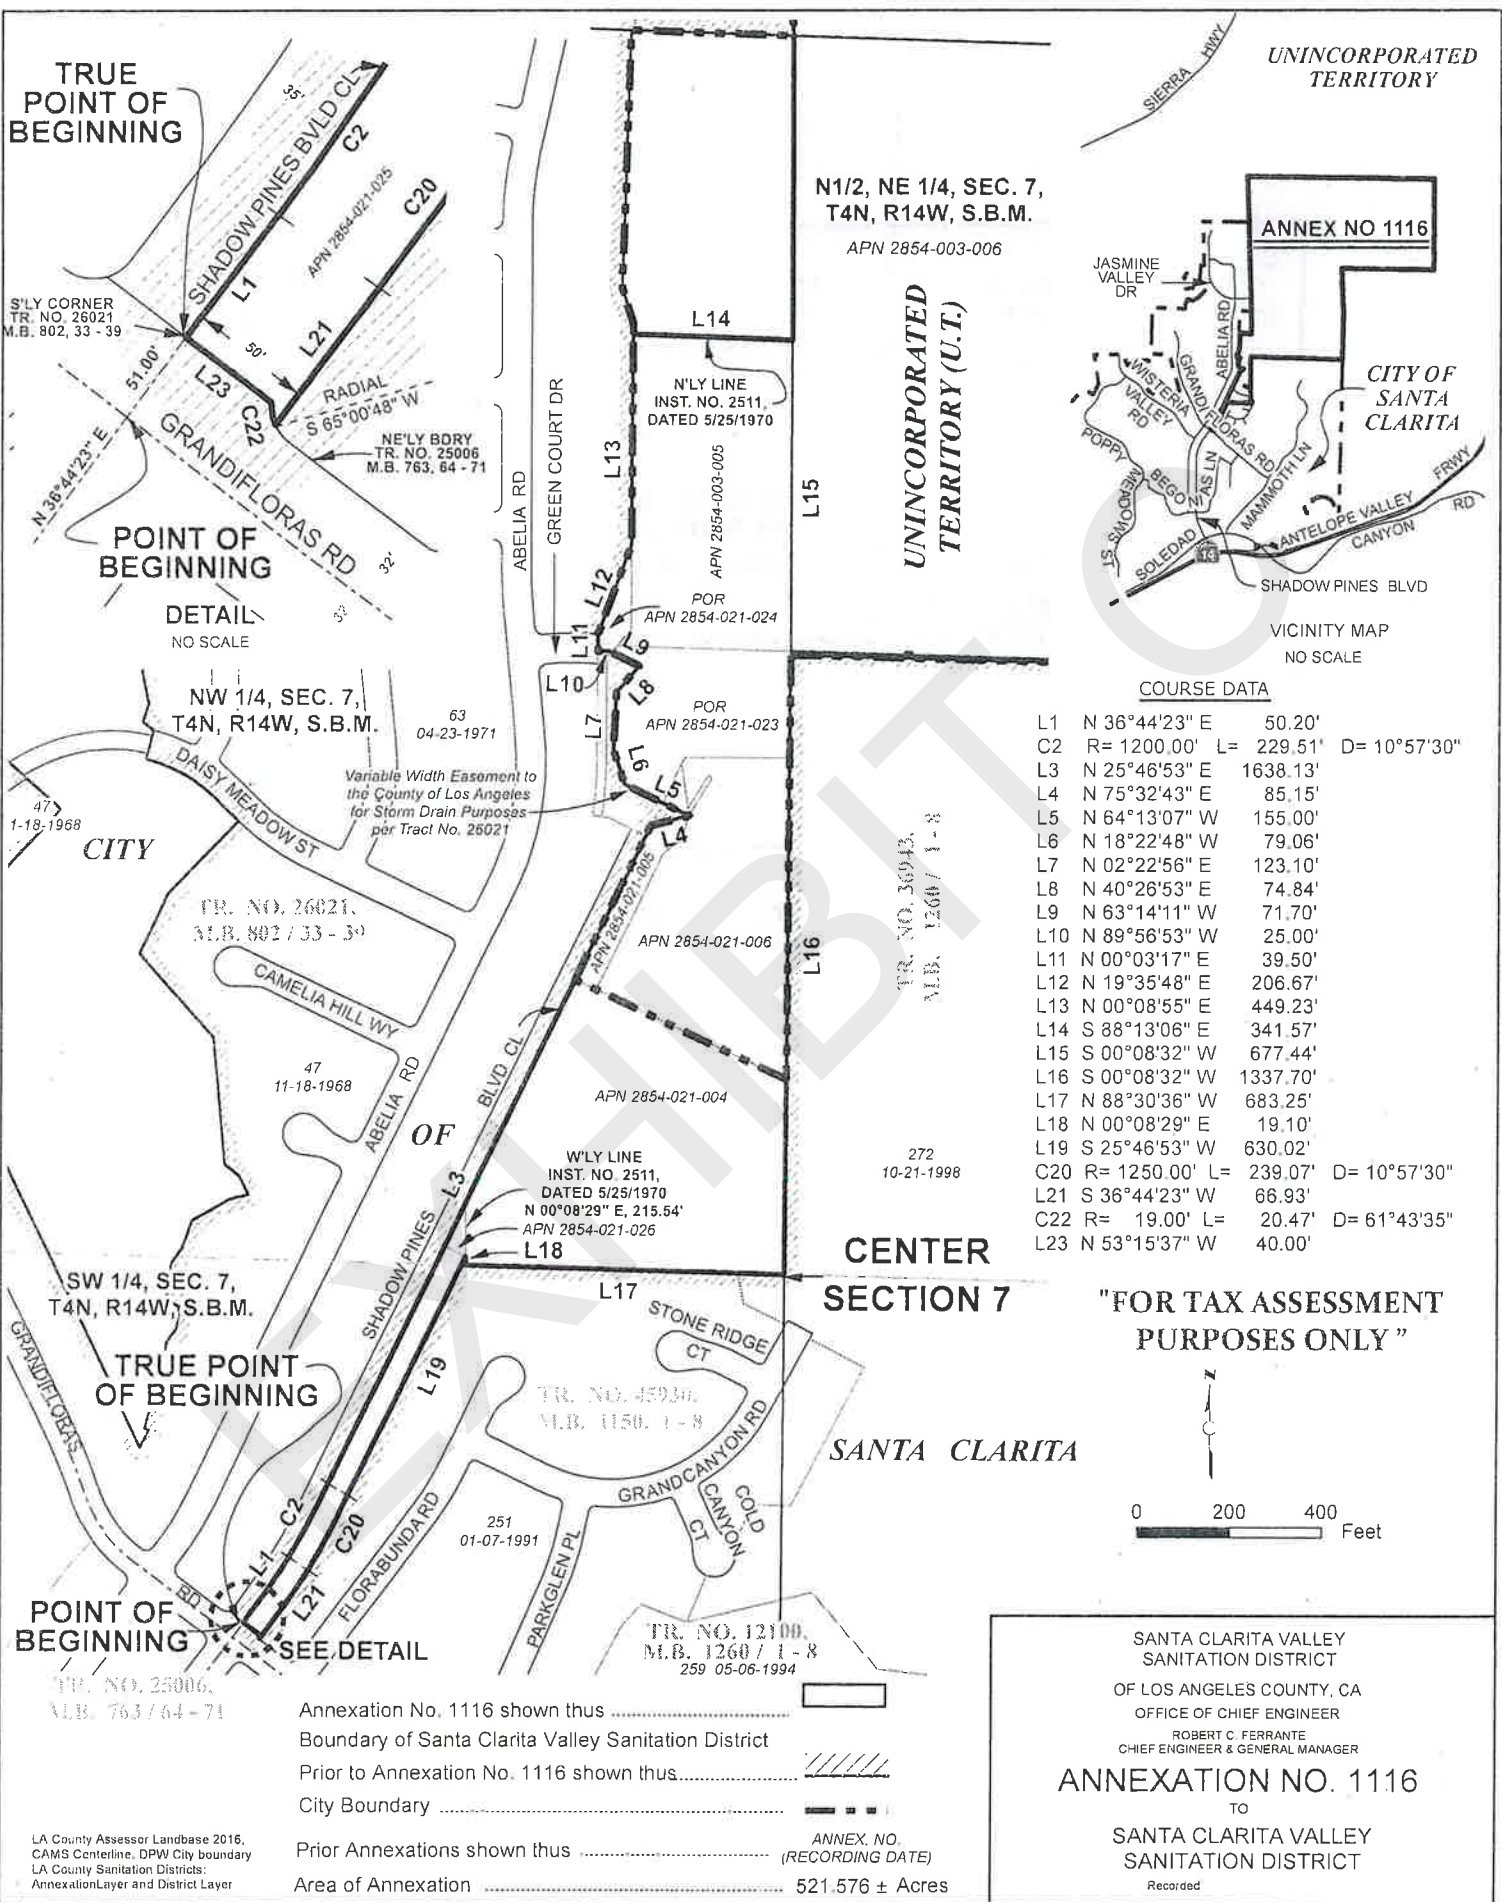 TRUE
POINT OF
BEGINNING
35'
SHADOW PINES BVLD CL
C2
APN 2854-021-025
C20
L1
S'LY CORNER
TR. NO. 26021
M.B. 802, 33 - 39
50'
L21
51.00'
L23
RADIAL
S 65°00'48" W
C22
NE'LY BDRY
TR. NO. 25006
M.B. 763, 64 - 71
N 36°44'23" E
GRANDIFLORAS RD
32'
POINT OF
BEGINNING
DETAIL
NO SCALE
N1/2, NE 1/4, SEC. 7,
T4N, R14W, S.B.M.
APN 2854-003-006
UNINCORPORATED
TERRITORY (U.T.)
L14
N'LY LINE
INST. NO. 2511,
DATED 5/25/1970
L13
APN 2854-003-005
L15
ABELIA RD
GREEN COURT DR
L12
POR
APN 2854-021-024
L11
L9
L10
L8
L7
POR
APN 2854-021-023
L6
L5
L4
NW 1/4, SEC. 7,
T4N, R14W, S.B.M.
63
04-23-1971
DAISY MEADOW ST
Variable Width Easement to
the County of Los Angeles
for Storm Drain Purposes
per Tract No. 26021
47
1-18-1968
CITY
TR. NO. 26021,
M.B. 802 / 33 - 39
APN 2854-021-005
APN 2854-021-006
L16
TR. NO. 36943,
M.B. 1260 / 1 - 8
CAMELIA HILL WY
47
11-18-1968
ABELIA RD
BLVD CL
APN 2854-021-004
OF
W'LY LINE
INST. NO. 2511,
DATED 5/25/1970
N 00°08'29" E, 215.54'
APN 2854-021-026
L3
L18
272
10-21-1998
CENTER
SECTION 7
SHADOW PINES
L17
SW 1/4, SEC. 7,
T4N, R14W, S.B.M.
STONE RIDGE
CT
GRANDIFLORAS
RD
TRUE POINT
OF BEGINNING
L19
TR. NO. 45930,
M.B. 1150, 1 - 8
GRANDCANYON RD
SANTA CLARITA
COLD
CANYON
CT
C2
C20
FLORABUNDA RD
251
01-07-1991
PARKGLEN PL
L1
L21
POINT OF
BEGINNING
SEE DETAIL
TR. NO. 12100,
M.B. 1260 / 1 - 8
259 05-06-1994
TR. NO. 25006,
M.B. 763 / 64 - 71
UNINCORPORATED
TERRITORY
SIERRA HWY
ANNEX NO 1116
JASMINE
VALLEY
DR
ABELIA RD
GRANDIFLORAS RD
WISTERIA
VALLEY
RD
CITY OF
SANTA
CLARITA
POPPY
MEADOW ST
BEGONIAS LN
MAMMOTH LN
ANTELOPE VALLEY FRWY
SOLEDAD CANYON RD
14
SHADOW PINES BLVD
VICINITY MAP
NO SCALE
COURSE DATA
L1 N 36°44'23" E 50.20'
C2 R= 1200.00' L= 229.51' D= 10°57'30"
L3 N 25°46'53" E 1638.13'
L4 N 75°32'43" E 85.15'
L5 N 64°13'07" W 155.00'
L6 N 18°22'48" W 79.06'
L7 N 02°22'56" E 123.10'
L8 N 40°26'53" E 74.84'
L9 N 63°14'11" W 71.70'
L10 N 89°56'53" W 25.00'
L11 N 00°03'17" E 39.50'
L12 N 19°35'48" E 206.67'
L13 N 00°08'55" E 449.23'
L14 S 88°13'06" E 341.57'
L15 S 00°08'32" W 677.44'
L16 S 00°08'32" W 1337.70'
L17 N 88°30'36" W 683.25'
L18 N 00°08'29" E 19.10'
L19 S 25°46'53" W 630.02'
C20 R= 1250.00' L= 239.07' D= 10°57'30"
L21 S 36°44'23" W 66.93'
C22 R= 19.00' L= 20.47' D= 61°43'35"
L23 N 53°15'37" W 40.00'
"FOR TAX ASSESSMENT
PURPOSES ONLY "
N
0 200 400
Feet
EXHIBIT C
Annexation No. 1116 shown thus
Boundary of Santa Clarita Valley Sanitation District
Prior to Annexation No. 1116 shown thus
City Boundary
Prior Annexations shown thus ANNEX. NO.
(RECORDING DATE)
Area of Annexation 521.576 ± Acres
LA County Assessor Landbase 2016,
CAMS Centerline, DPW City boundary
LA County Sanitation Districts:
AnnexationLayer and District Layer
SANTA CLARITA VALLEY
SANITATION DISTRICT
OF LOS ANGELES COUNTY, CA
OFFICE OF CHIEF ENGINEER
ROBERT C. FERRANTE
CHIEF ENGINEER & GENERAL MANAGER
ANNEXATION NO. 1116
TO
SANTA CLARITA VALLEY
SANITATION DISTRICT
Recorded